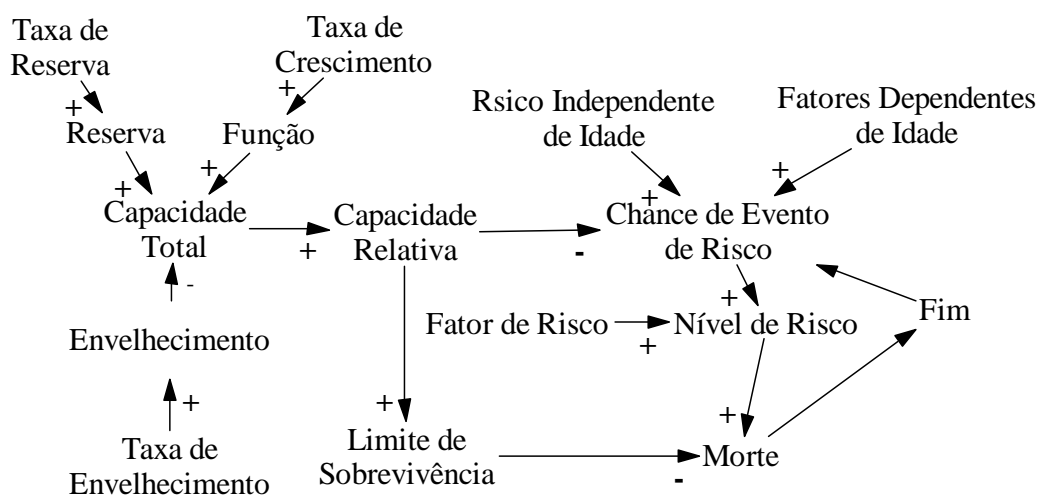 Taxa de
Reserva
Taxa de
Crescimento
+
+
Rsico Independente
de Idade
Fatores Dependentes
de Idade
Reserva
Função
+
+
+
+
Capacidade
Total
+
Capacidade
Relativa
-
Chance de Evento
de Risco
-
+
Envelhecimento
Fator de Risco
+
Nível de Risco
Fim
+
+
+
Taxa de
Envelhecimento
Limite de
Sobrevivência
-
Morte